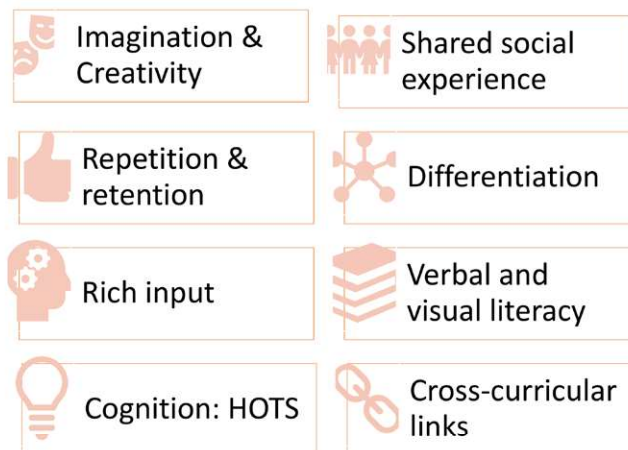 Imagination &
Creativity
Shared social
experience
Repetition &
retention
Differentiation
Rich input
Verbal and
visual literacy
Cognition: HOTS
Cross-curricular
links